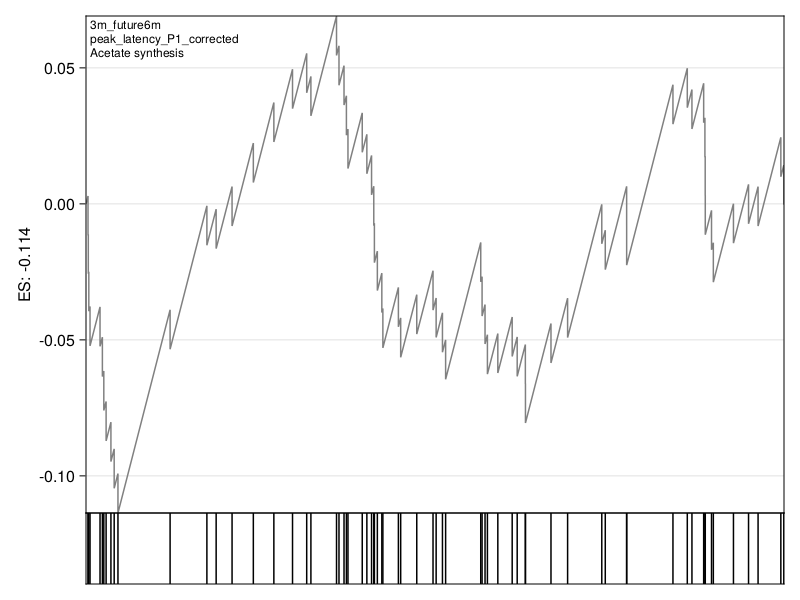 3m_future6m
peak_latency_P1_corrected
Acetate synthesis
0.05
0.00
-0.05
-0.10
ES: -0.114